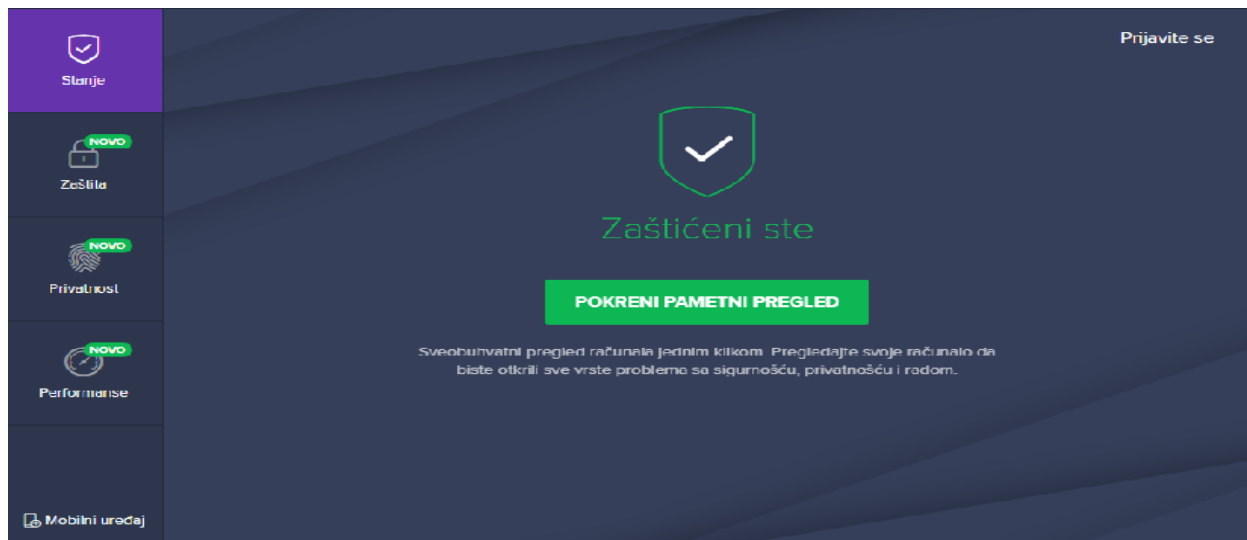 Prijavite se
Stanje
NOVO
Zaštita
NOVO
Privatnost
NOVO
Performanse
Mobilni uređaj
Zaštićeni ste
POKRENI PAMETNI PREGLED
Sveobuhvatni pregled računala jednim klikom. Pregledajte svoje računalo da
biste otkrili sve vrste problema sa sigurnošću, privatnošću i radom.